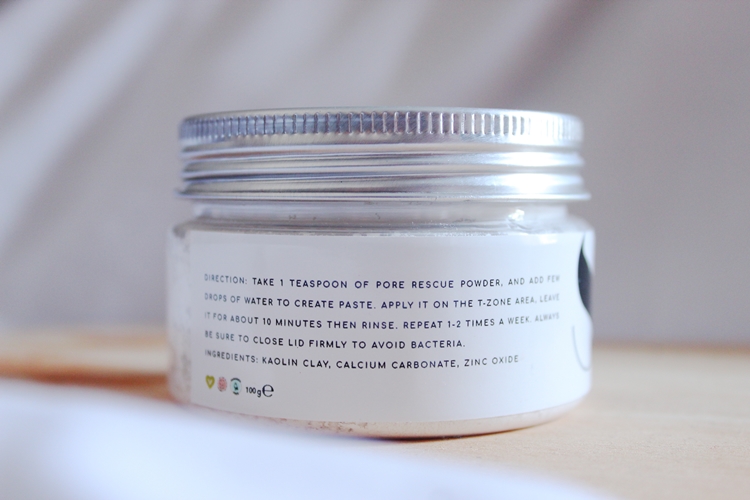 DIRECTION: TAKE 1 TEASPOON OF PORE RESCUE POWDER, AND ADD FEW
DROPS OF WATER TO CREATE PASTE. APPLY IT ON THE T-ZONE AREA, LEAVE
IT FOR ABOUT 10 MINUTES THEN RINSE. REPEAT 1-2 TIMES A WEEK. ALWAYS
BE SURE TO CLOSE LID FIRMLY TO AVOID BACTERIA.
INGREDIENTS: KAOLIN CLAY, CALCIUM CARBONATE, ZINC OXIDE
100g℮